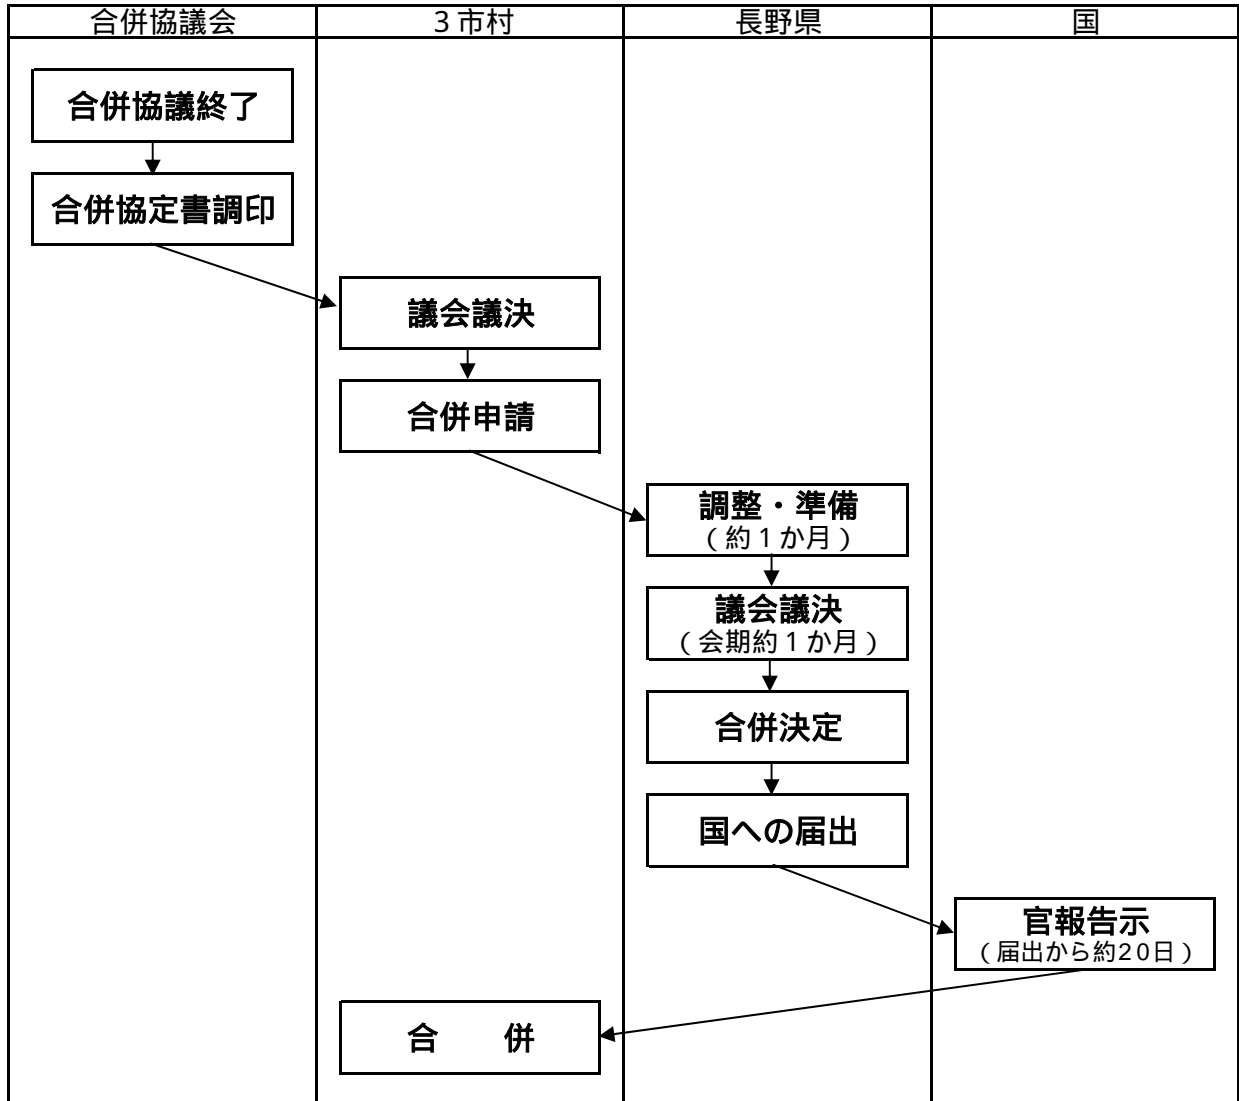 合併協議会
3市村
長野県
国
合併協議終了
合併協定書調印
議会議決
合併申請
調整・準備
(約1か月)
議会議決
(会期約1か月)
合併決定
国への届出
官報告示
(届出から約20日)
合　　併